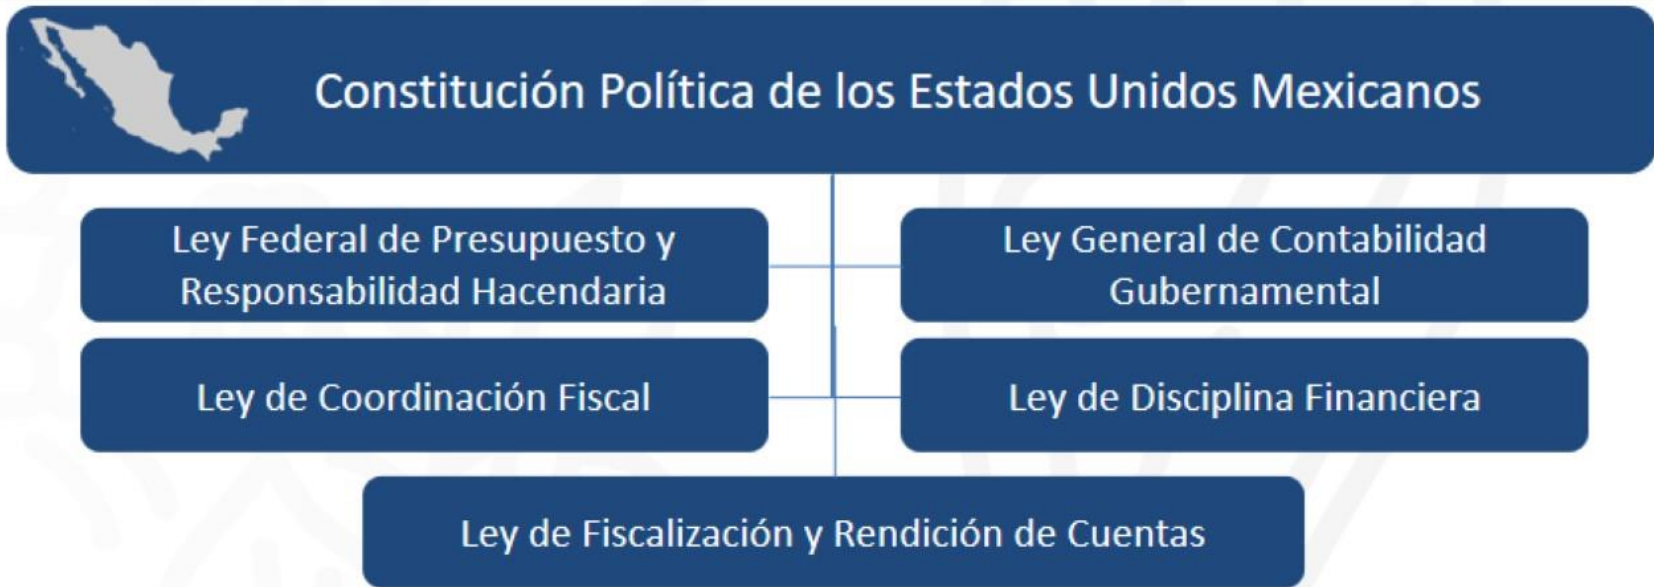 Constitución Política de los Estados Unidos Mexicanos
Ley Federal de Presupuesto y
Responsabilidad Hacendaria
Ley General de Contabilidad
Gubernamental
Ley de Coordinación Fiscal
Ley de Disciplina Financiera
Ley de Fiscalización y Rendición de Cuentas